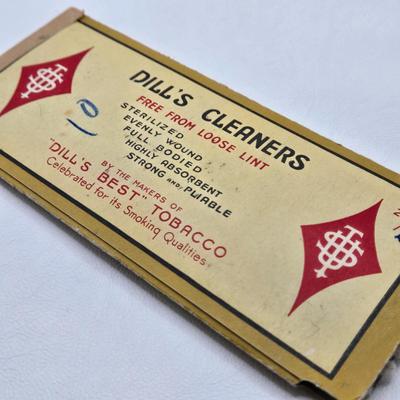 DILL'S CLEANERS
FREE FROM LOOSE LINT
STERILIZED
EVENLY WOUND
FULL BODIED
HIGHLY ABSORBENT
STRONG AND PLIABLE
BY THE MAKERS OF
"DILL'S BEST" TOBACCO
Celebrated for its Smoking Qualities
10